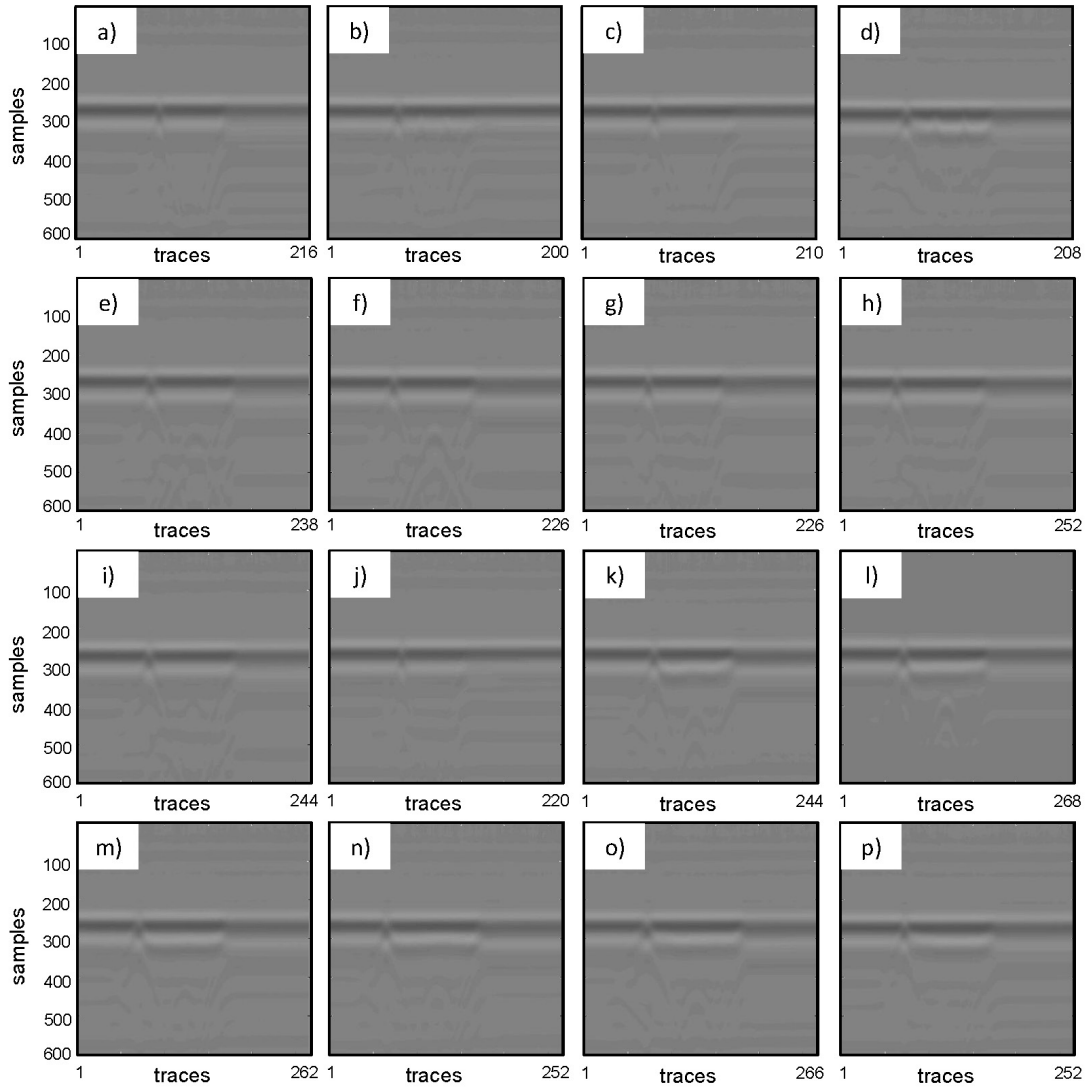 a) b) c) d)
samples 100 200 300 400 500 600
1 traces 216 1 traces 200 1 traces 210 1 traces 208
e) f) g) h)
samples 100 200 300 400 500 600
1 traces 238 1 traces 226 1 traces 226 1 traces 252
i) j) k) l)
samples 100 200 300 400 500 600
1 traces 244 1 traces 220 1 traces 244 1 traces 268
m) n) o) p)
samples 100 200 300 400 500 600
1 traces 262 1 traces 252 1 traces 266 1 traces 252